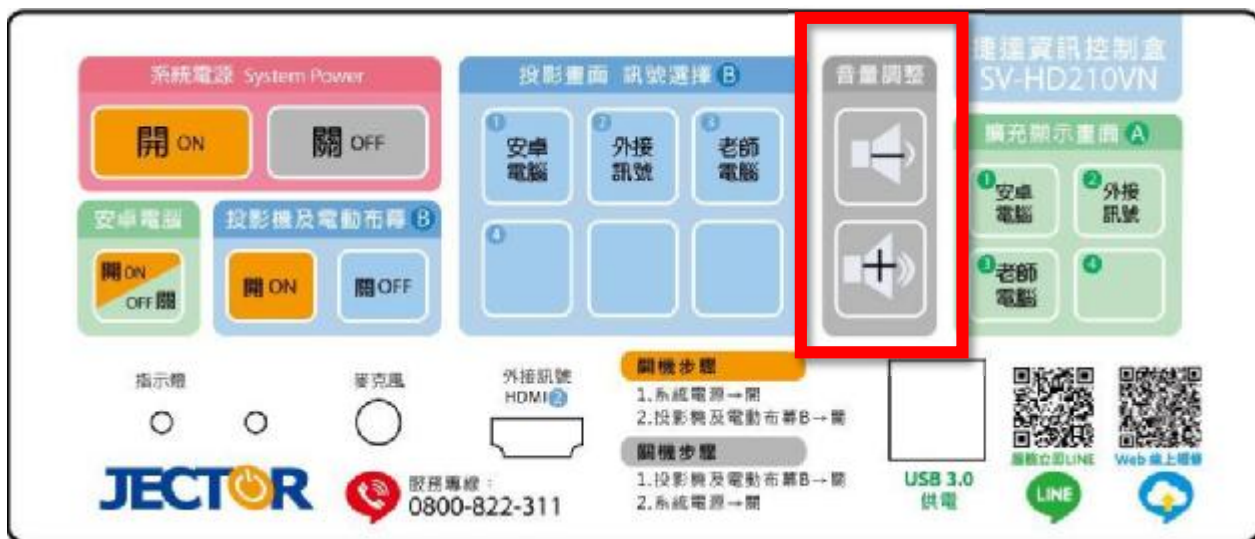 系統電源 System Power
開 ON
關 OFF
安卓電腦
開 ON
OFF 關
投影機及電動布幕 B
開 ON
關 OFF
投影畫面 訊號選擇 B
1
安卓
電腦
2
外接
訊號
3
老師
電腦
4
音量調整
捷達資訊控制盒
SV-HD210VN
擴充顯示畫面 A
1
安卓
電腦
2
外接
訊號
3
老師
電腦
4
指示燈
麥克風
外接訊號
HDMI 2
開機步驟
1.系統電源→開
2.投影機及電動布幕B→開
關機步驟
1.投影機及電動布幕B→關
2.系統電源→關
JECTOR
服務專線：
0800-822-311
USB 3.0
供電
服務立即LINE
LINE
Web 線上報修